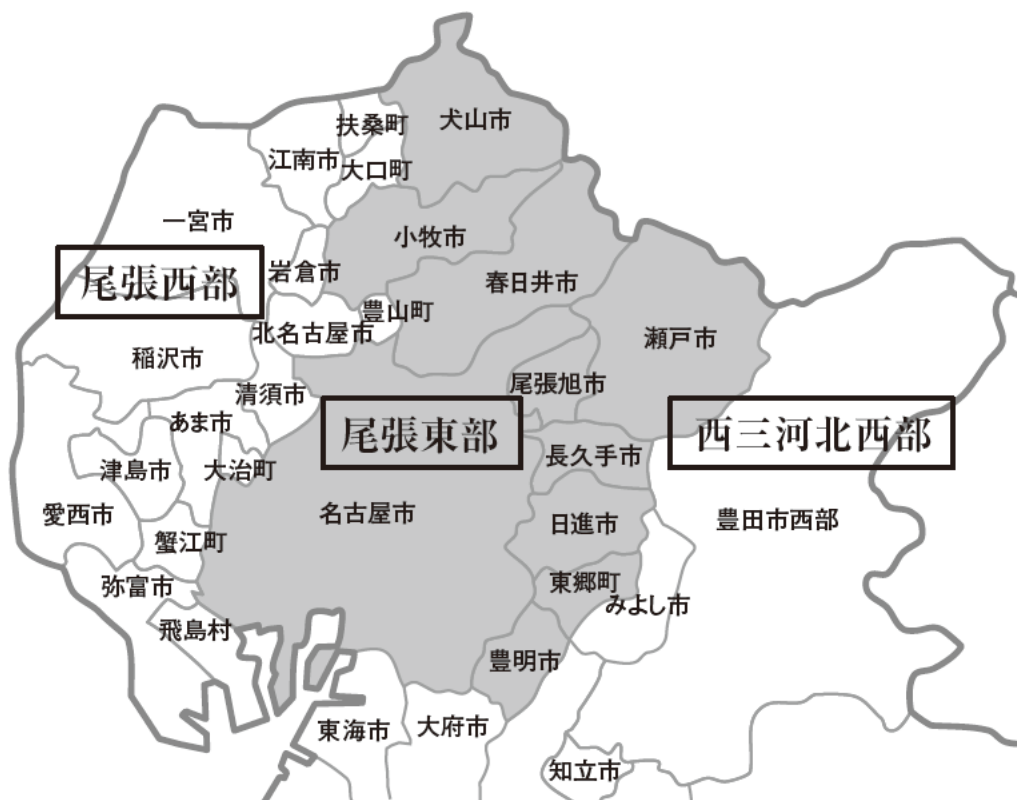 扶桑町
犬山市
江南市
大口町
一宮市
小牧市
尾張西部
岩倉市
春日井市
豊山町
北名古屋市
瀬戸市
稲沢市
尾張旭市
清須市
あま市
尾張東部
西三河北西部
長久手市
津島市
大治町
愛西市
名古屋市
日進市
豊田市西部
蟹江町
弥富市
東郷町
みよし市
飛島村
豊明市
東海市
大府市
知立市